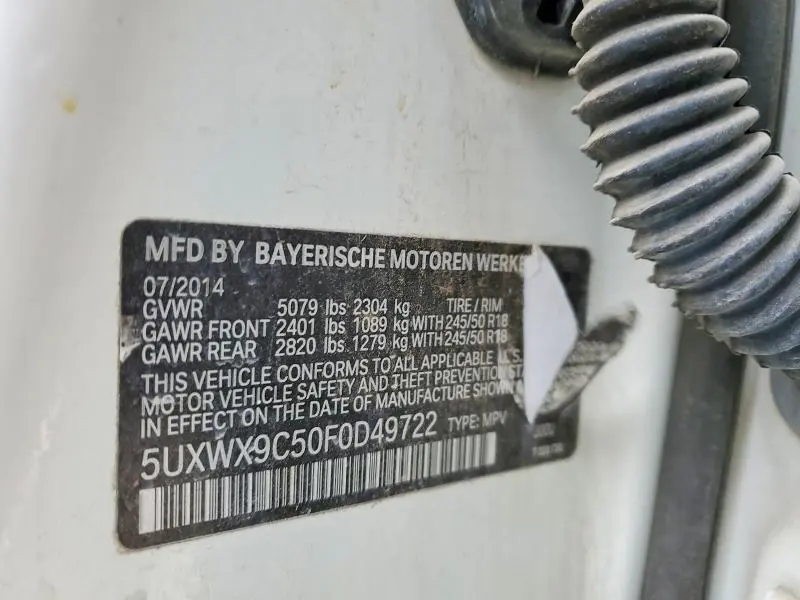 MFD BY BAYERISCHE MOTOREN
07/2014
GVWR 5079 lbs 2304 kg TIRE / RIM
GAWR FRONT 2401 lbs 1089 kg WITH 245/50 R18
GAWR REAR 2820 lbs 1279 kg WITH 245/50 R18
THIS VEHICLE CONFORMS TO ALL APPLICABLE U.S.
MOTOR VEHICLE SAFETY AND THEFT PREVENTION
IN EFFECT ON THE DATE OF MANUFACTURE SHOWN
5UXWX9C50F0D49722 TYPE: MPV